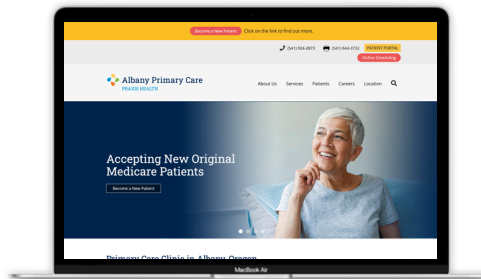 Become a New Patient Click on the link to find out more.
(541) 924-2873 (541) 844-3732 PATIENT PORTAL
Online Scheduling
Albany Primary Care
PRAXIS HEALTH
About Us Services Patients Careers Location
Accepting New Original
Medicare Patients
Become a New Patient
Primary Care Clinic in Albany, Oregon
MacBook Air